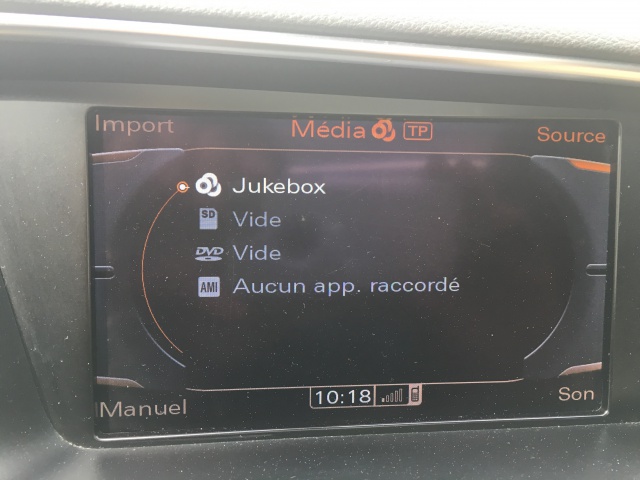 Import
Média TP
Source
Jukebox
SD Vide
DVD Vide
AMI Aucun app. raccordé
Manuel
10:18
Son